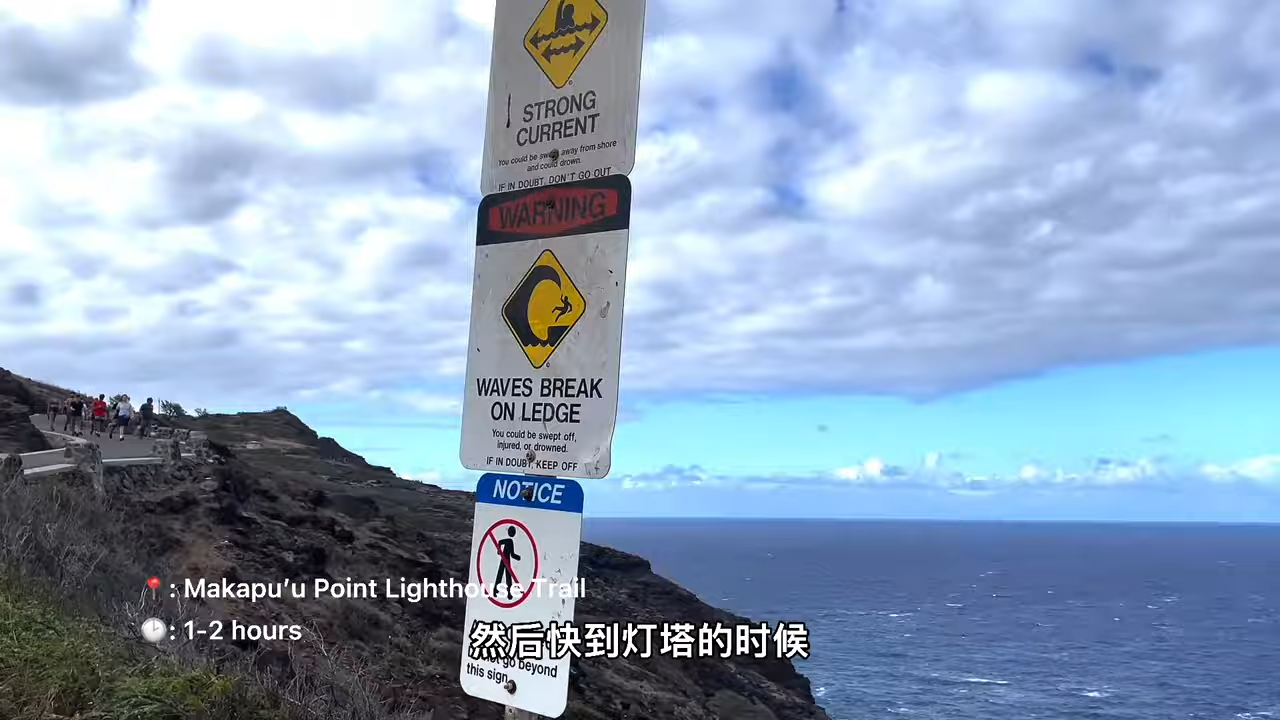 STRONG
CURRENT
You could be swept away from shore
and could drown.
IF IN DOUBT, DON'T GO OUT
WARNING
WAVES BREAK
ON LEDGE
You could be swept off,
injured, or drowned.
IF IN DOUBT, KEEP OFF
NOTICE
📍: Makapu‘u Point Lighthouse Trail
🕑: 1-2 hours
然后快到灯塔的时候
go beyond
this sign